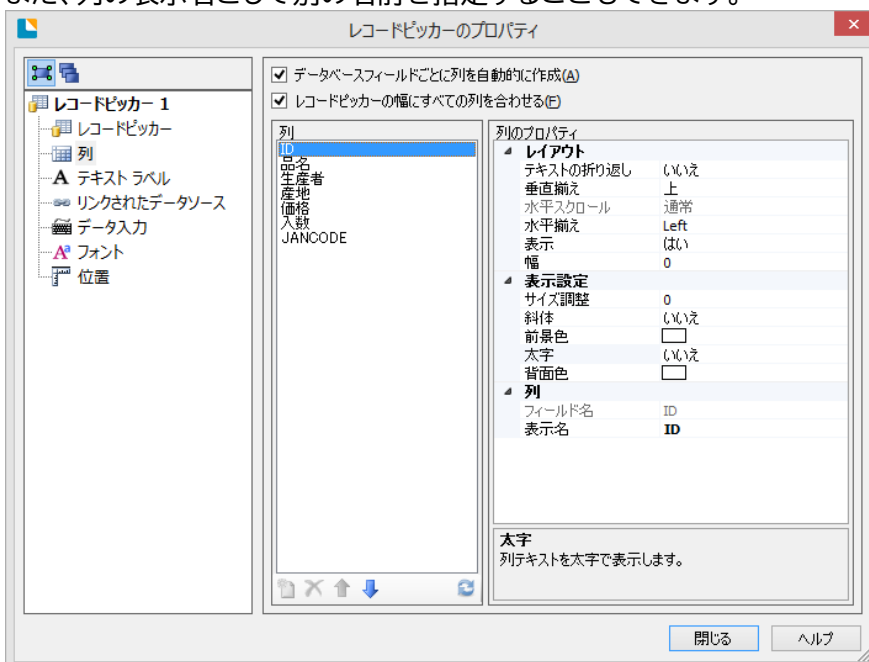 また、列の表示名として別の名前を指定することもできます。
レコードピッカーのプロパティ
レコードピッカー 1
レコードピッカー
列
A テキスト ラベル
リンクされたデータソース
データ入力
Aª フォント
位置
データベースフィールドごとに列を自動的に作成(A)
レコードピッカーの幅にすべての列を合わせる(F)
列
ID
品名
生産者
産地
価格
入数
JANCODE
列のプロパティ
レイアウト
テキストの折り返し いいえ
垂直揃え 上
水平スクロール 通常
水平揃え Left
表示 はい
幅 0
表示設定
サイズ調整 0
斜体 いいえ
前景色
太字 いいえ
背面色
列
フィールド名 ID
表示名 ID
太字
列テキストを太字で表示します。
閉じる ヘルプ